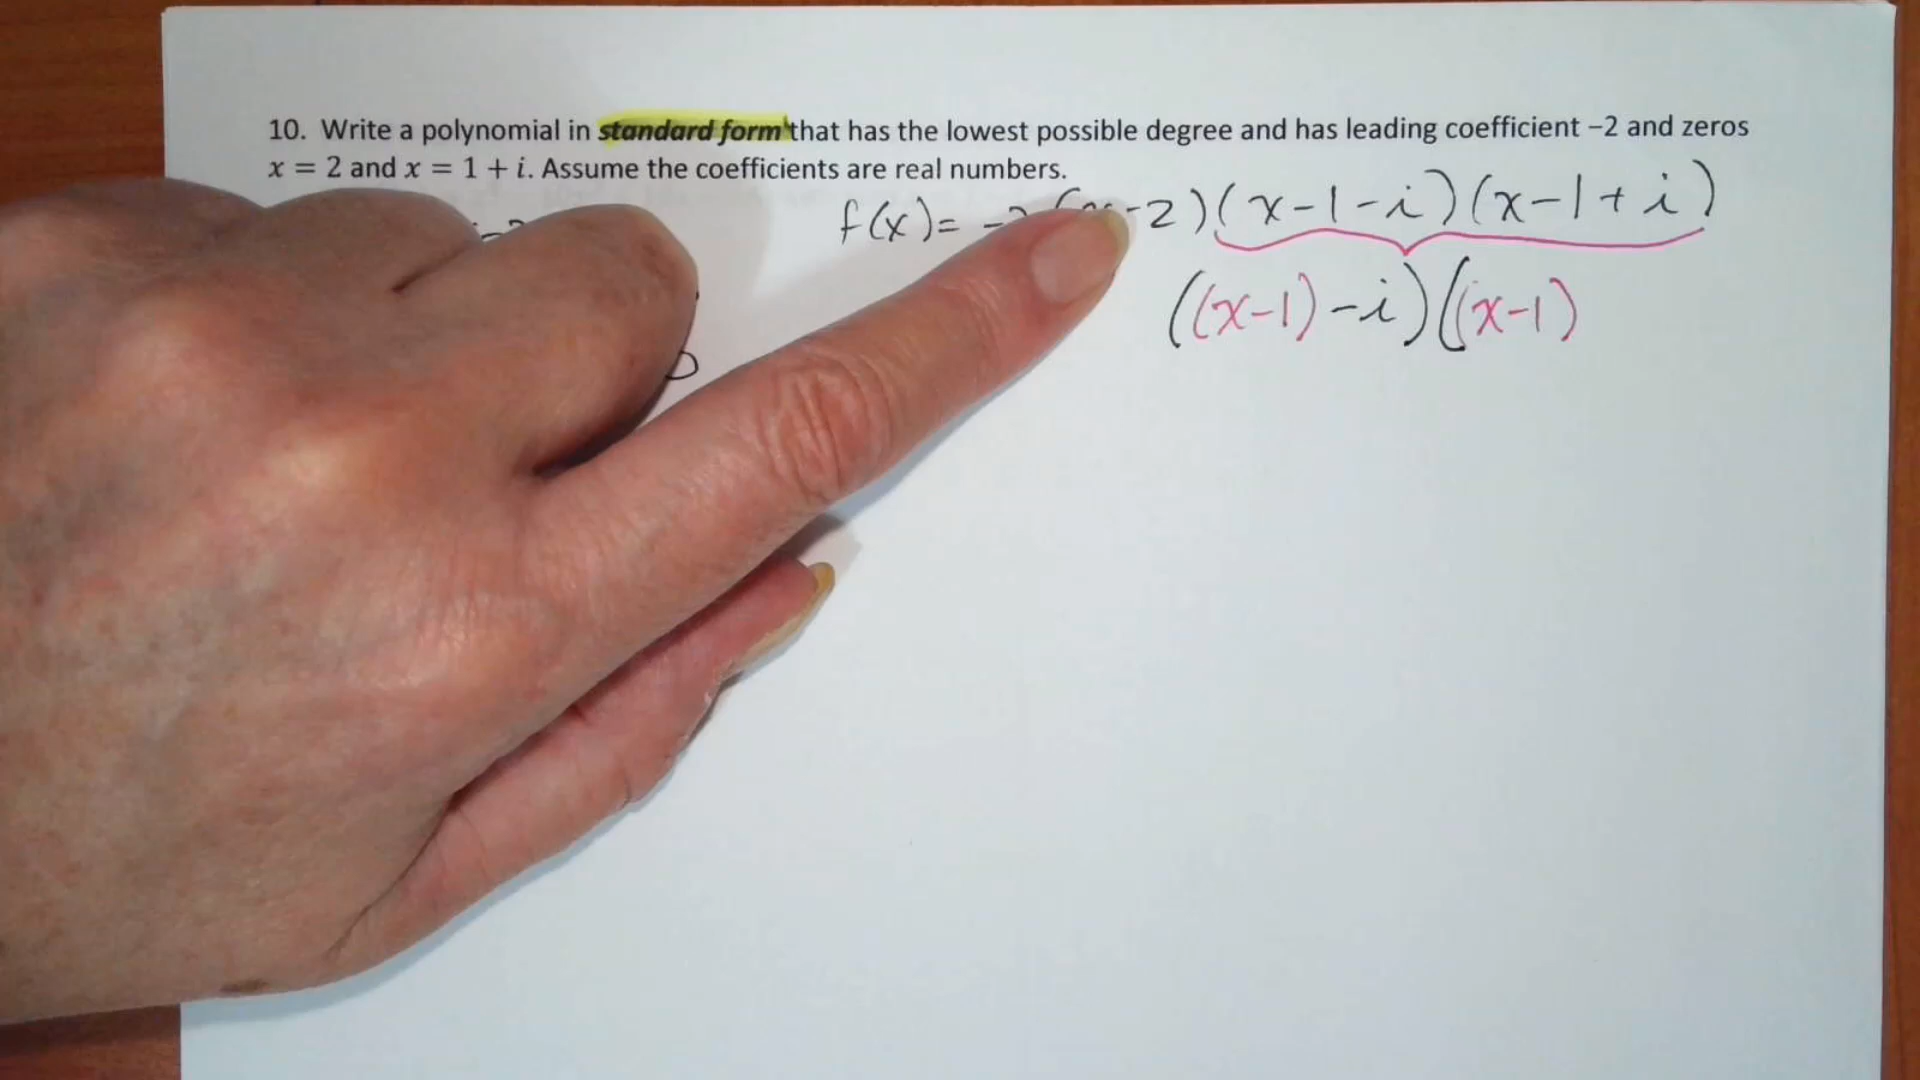 10. Write a polynomial in standard form that has the lowest possible degree and has leading coefficient −2 and zeros
x = 2 and x = 1 + i. Assume the coefficients are real numbers.
f(x)= -2)(x-1-i)(x-1+i)
((x-1)-i)((x-1)